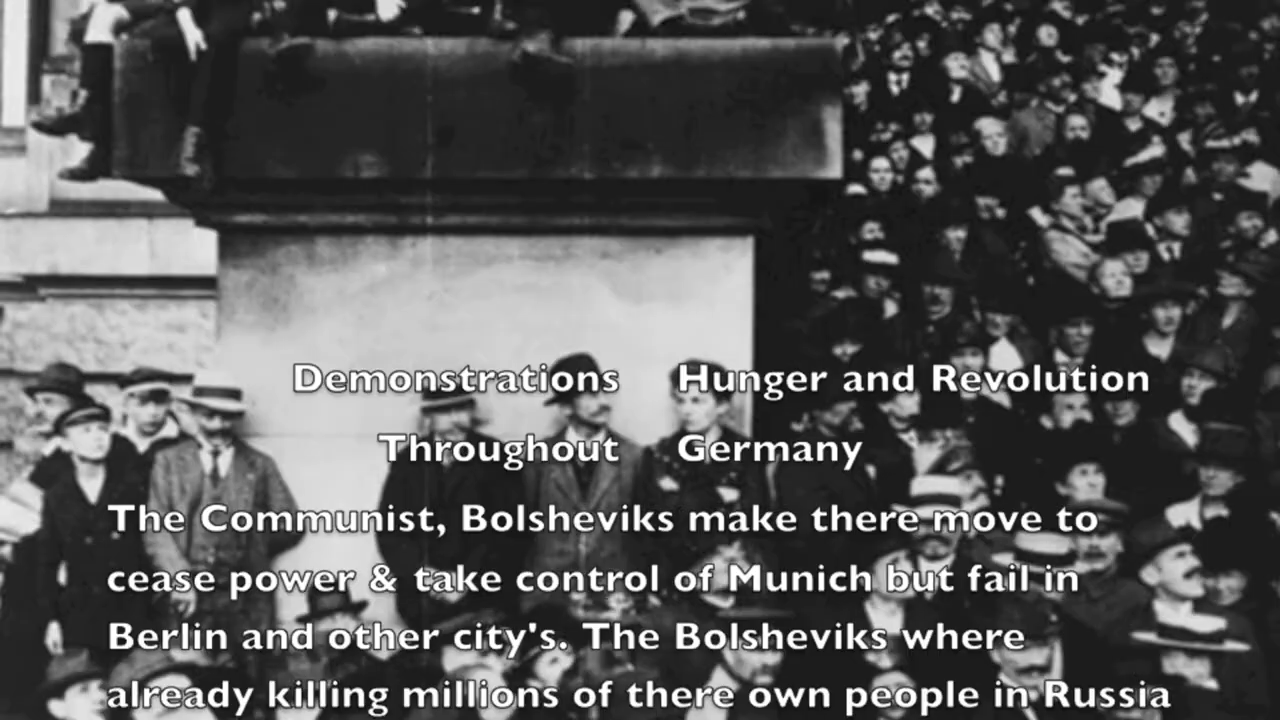 Demonstrations Hunger and Revolution
Throughout Germany
The Communist, Bolsheviks make there move to
cease power & take control of Munich but fail in
Berlin and other city's. The Bolsheviks where
already killing millions of there own people in Russia